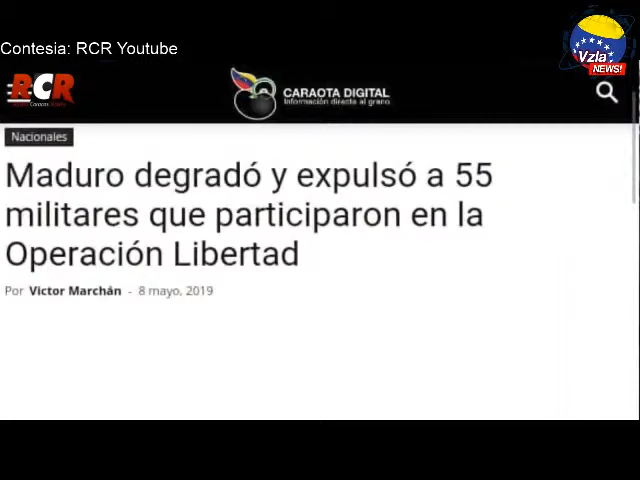 Contesia: RCR Youtube
Vzla
NEWS!
RCR
CARAOTA DIGITAL
Información directa al grano
Nacionales
Maduro degradó y expulsó a 55
militares que participaron en la
Operación Libertad
Por Victor Marchán - 8 mayo, 2019